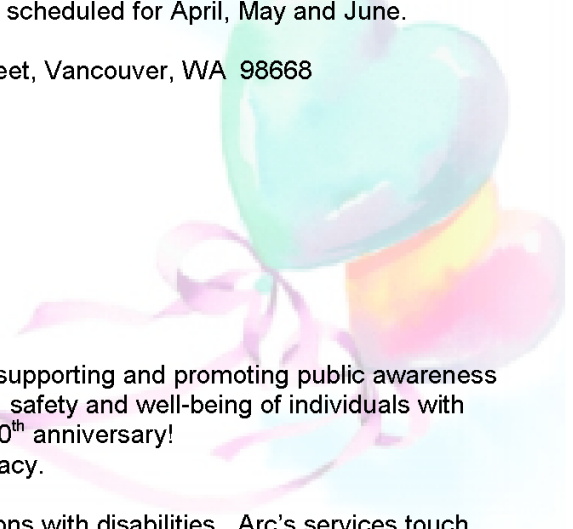 scheduled for April, May and June.
eet, Vancouver, WA 98668
supporting and promoting public awareness
safety and well-being of individuals with
0th anniversary!
acy.
ons with disabilities. Arc's services touch